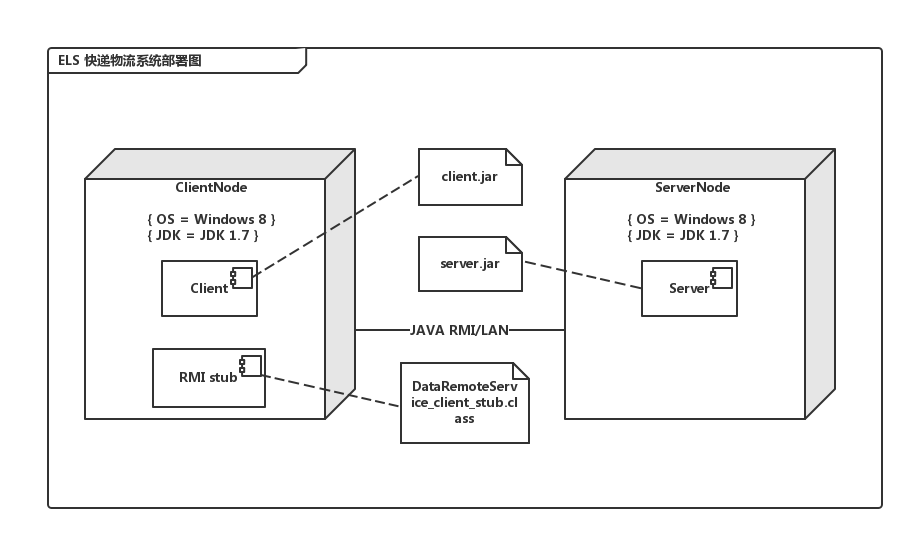 ELS 快递物流系统部署图
ClientNode
{ OS = Windows 8 }
{ JDK = JDK 1.7 }
Client
RMI stub
client.jar
server.jar
JAVA RMI/LAN
DataRemoteServ
ice_client_stub.cl
ass
ServerNode
{ OS = Windows 8 }
{ JDK = JDK 1.7 }
Server